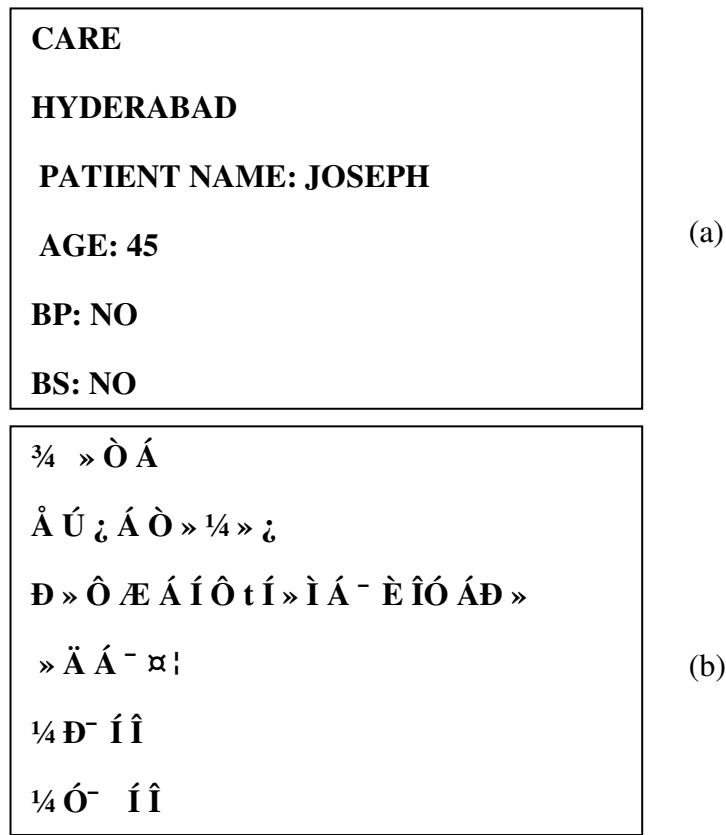 CARE
HYDERABAD
PATIENT NAME: JOSEPH
AGE: 45
BP: NO
BS: NO
(a)
¾ » Ò Á
Å Ú ¿ Á Ò » ¼ » ¿
Ð » Ô Æ Á Í Ô t Í » Ì Á ¯ È ÎÓ ÁÐ »
» Ä Á ¯ ¤ ¦
¼ Ð¯ Í Î
¼ Ó¯ Í Î
(b)